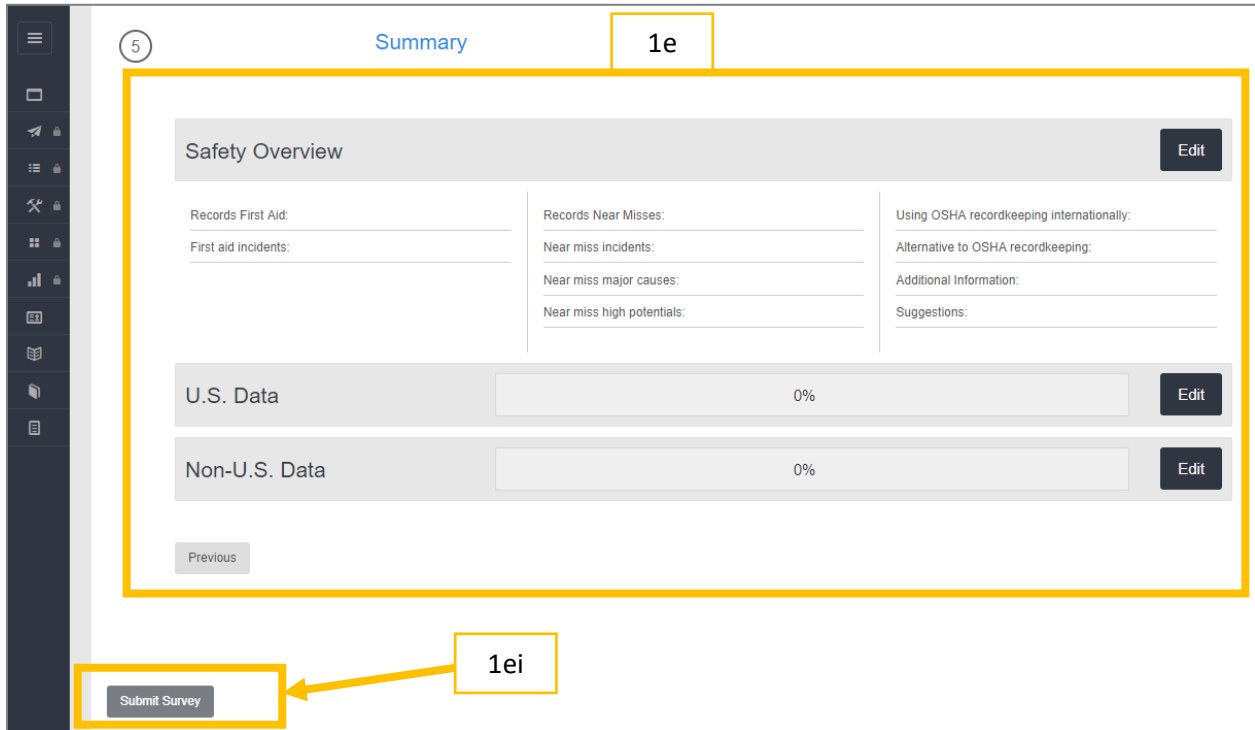 5 Summary 1e
Safety Overview Edit
Records First Aid: Records Near Misses: Using OSHA recordkeeping internationally:
First aid incidents: Near miss incidents: Alternative to OSHA recordkeeping:
Near miss major causes: Additional Information:
Near miss high potentials: Suggestions:
U.S. Data 0% Edit
Non-U.S. Data 0% Edit
Previous
1ei
Submit Survey